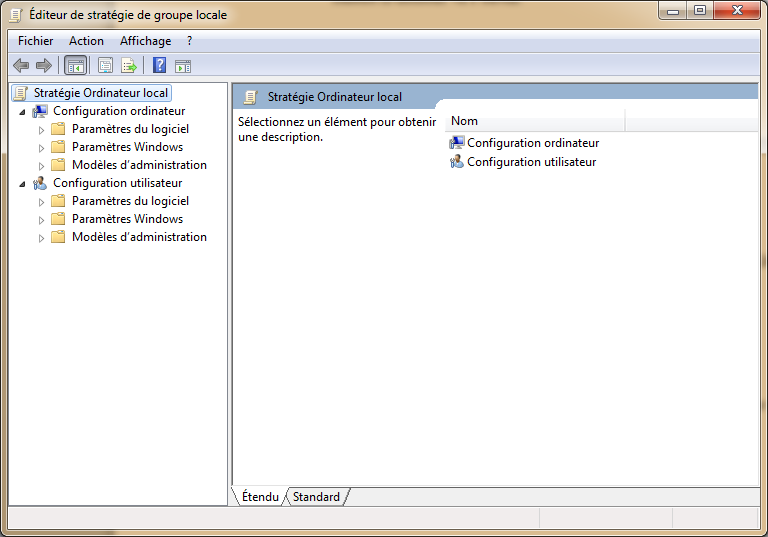 Éditeur de stratégie de groupe locale
Fichier Action Affichage ?
Stratégie Ordinateur local
Configuration ordinateur
Paramètres du logiciel
Paramètres Windows
Modèles d'administration
Configuration utilisateur
Paramètres du logiciel
Paramètres Windows
Modèles d'administration
Stratégie Ordinateur local
Sélectionnez un élément pour obtenir
une description.
Nom
Configuration ordinateur
Configuration utilisateur
Étendu Standard